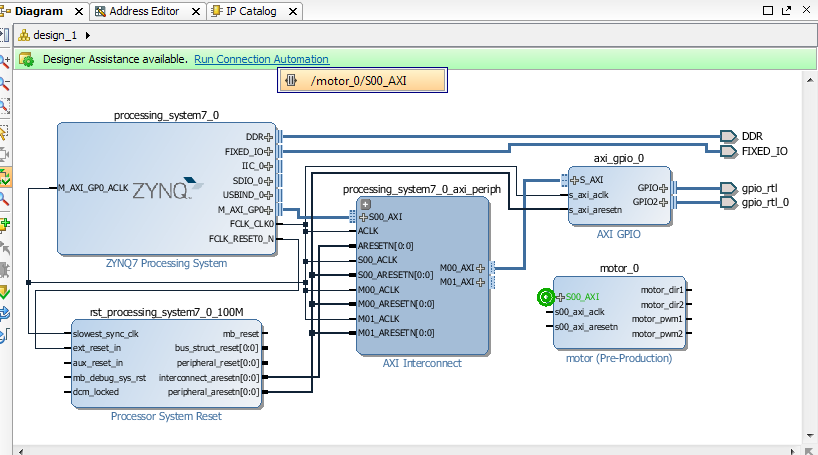 Diagram
Address Editor
IP Catalog
design_1
Designer Assistance available. Run Connection Automation
/motor_0/S00_AXI
processing_system7_0
DDR
FIXED_IO
IIC_0
SDIO_0
USBIND_0
M_AXI_GP0
FCLK_CLK0
FCLK_RESET0_N
M_AXI_GP0_ACLK
ZYNQ
ZYNQ7 Processing System
rst_processing_system7_0_100M
slowest_sync_clk
ext_reset_in
aux_reset_in
mb_debug_sys_rst
dcm_locked
mb_reset
bus_struct_reset[0:0]
peripheral_reset[0:0]
interconnect_aresetn[0:0]
peripheral_aresetn[0:0]
Processor System Reset
processing_system7_0_axi_periph
S00_AXI
ACLK
ARESETN[0:0]
S00_ACLK
S00_ARESETN[0:0]
M00_ACLK
M00_ARESETN[0:0]
M01_ACLK
M01_ARESETN[0:0]
M00_AXI
M01_AXI
AXI Interconnect
axi_gpio_0
S_AXI
s_axi_aclk
s_axi_aresetn
GPIO
GPIO2
AXI GPIO
motor_0
S00_AXI
s00_axi_aclk
s00_axi_aresetn
motor_dir1
motor_dir2
motor_pwm1
motor_pwm2
motor (Pre-Production)
DDR
FIXED_IO
gpio_rtl
gpio_rtl_0